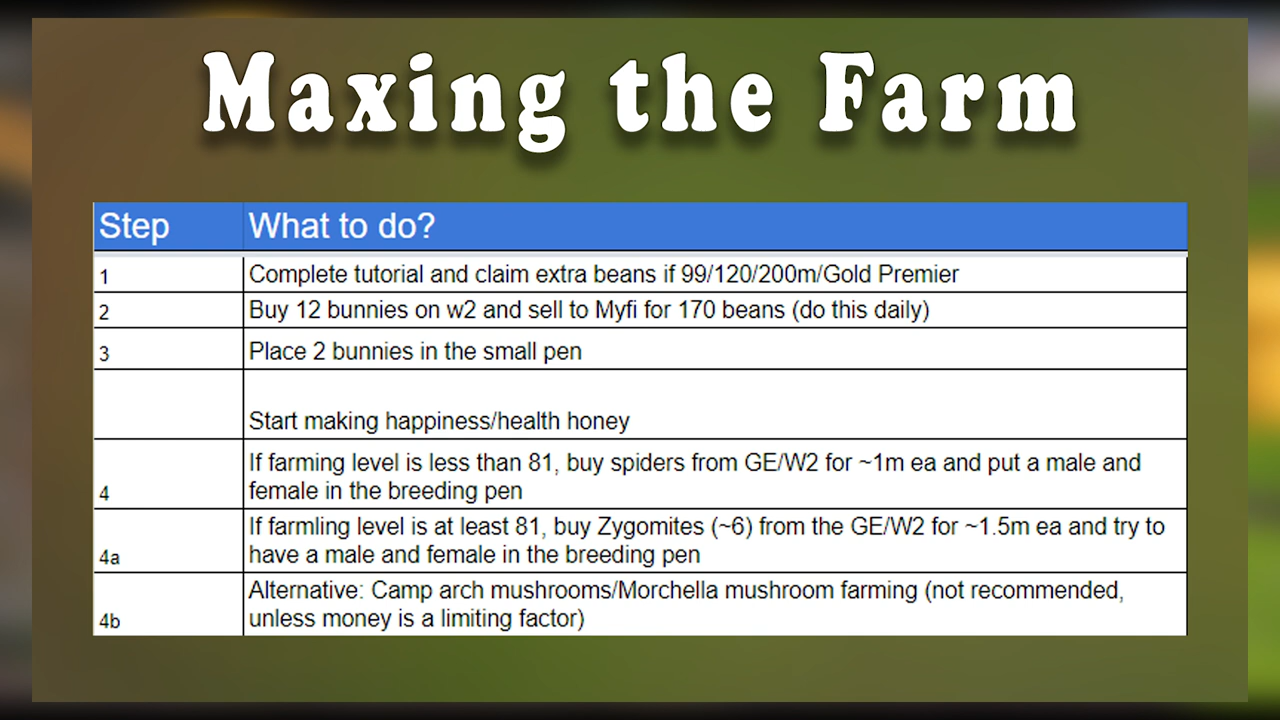 Maxing the Farm
Step What to do?
1 Complete tutorial and claim extra beans if 99/120/200m/Gold Premier
2 Buy 12 bunnies on w2 and sell to Myfi for 170 beans (do this daily)
3 Place 2 bunnies in the small pen
Start making happiness/health honey
If farming level is less than 81, buy spiders from GE/W2 for ~1m ea and put a male and
4 female in the breeding pen
If farmling level is at least 81, buy Zygomites (~6) from the GE/W2 for ~1.5m ea and try to
4a have a male and female in the breeding pen
Alternative: Camp arch mushrooms/Morchella mushroom farming (not recommended,
4b unless money is a limiting factor)